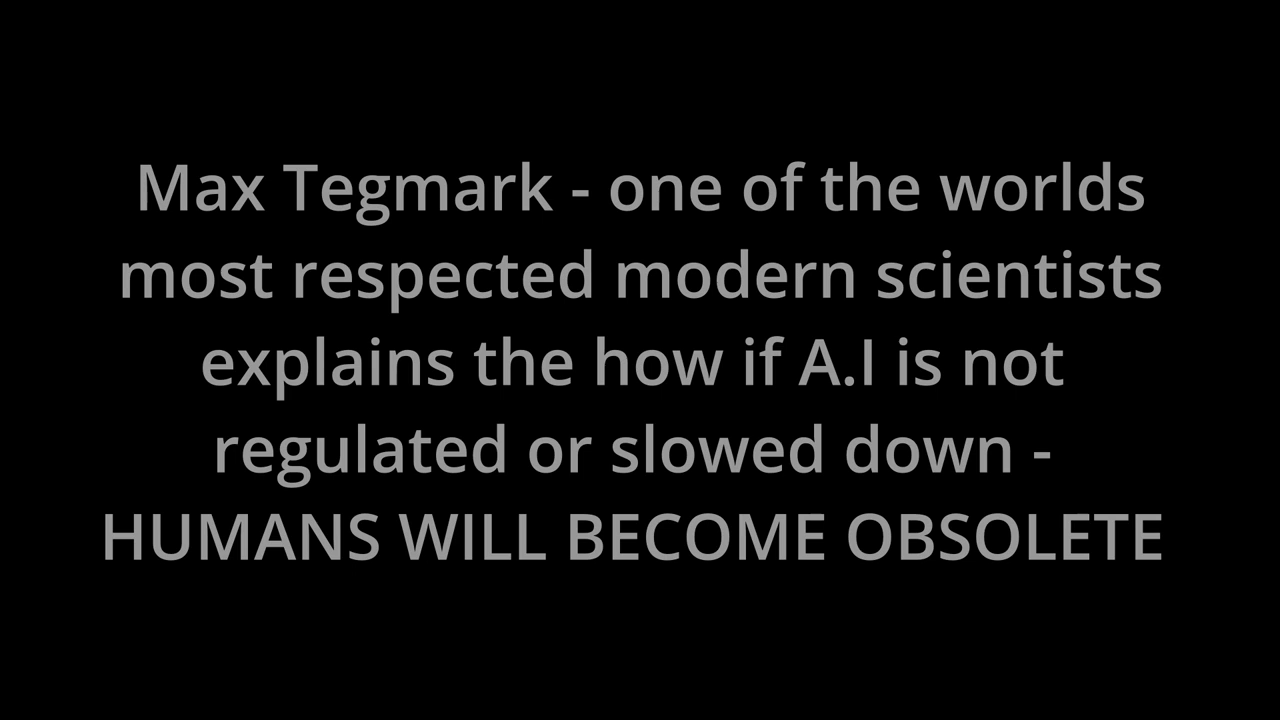 Max Tegmark - one of the worlds
most respected modern scientists
explains the how if A.I is not
regulated or slowed down -
HUMANS WILL BECOME OBSOLETE